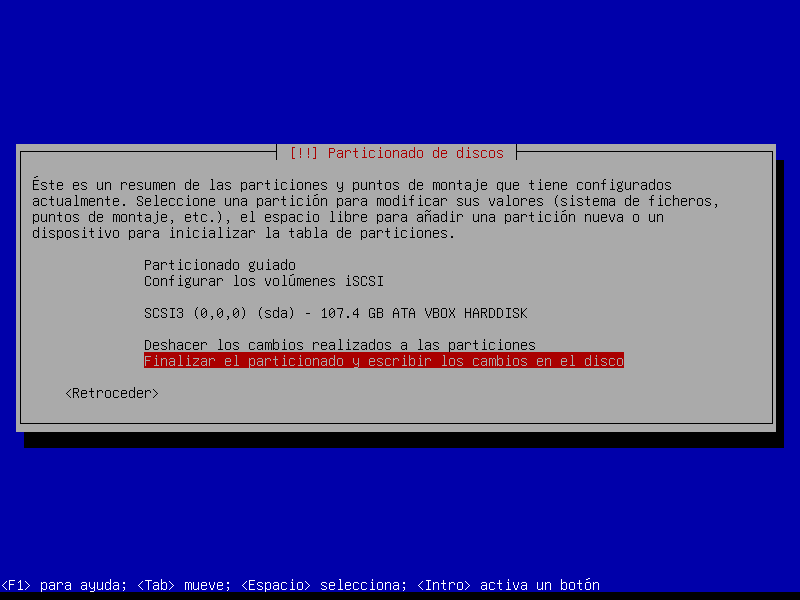 [!!] Particionado de discos
Éste es un resumen de las particiones y puntos de montaje que tiene configurados
actualmente. Seleccione una partición para modificar sus valores (sistema de ficheros,
puntos de montaje, etc.), el espacio libre para añadir una partición nueva o un
dispositivo para inicializar la tabla de particiones.
Particionado guiado
Configurar los volúmenes iSCSI
SCSI3 (0,0,0) (sda) - 107.4 GB ATA VBOX HARDDISK
Deshacer los cambios realizados a las particiones
Finalizar el particionado y escribir los cambios en el disco
<Retroceder>
<F1> para ayuda; <Tab> mueve; <Espacio> selecciona; <Intro> activa un botón